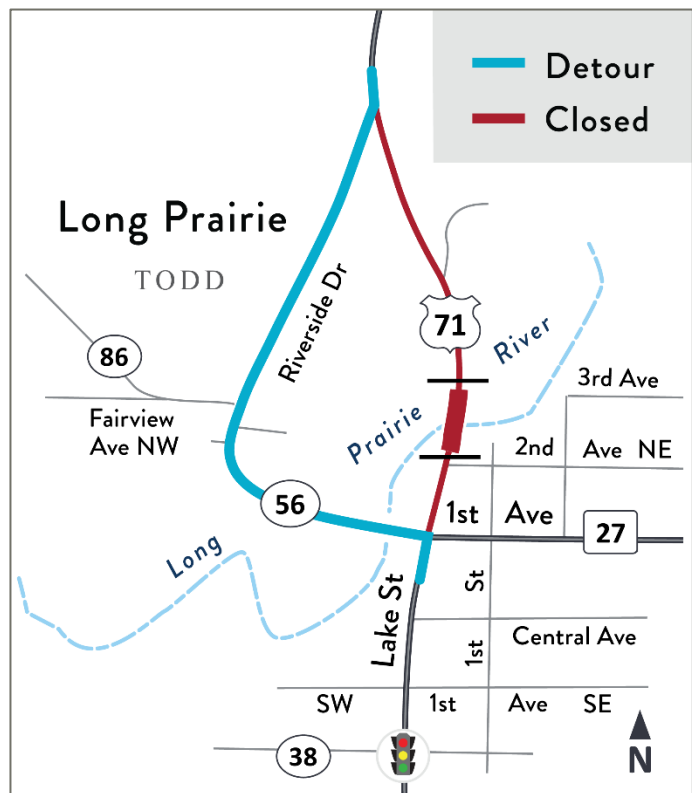 Detour
Closed
Long Prairie
TODD
Riverside Dr
71
River
86
3rd Ave
Fairview
Ave NW
Prairie
2nd Ave NE
56
1st Ave
27
Long
Lake St
1st St
Central Ave
SW 1st Ave SE
38
N